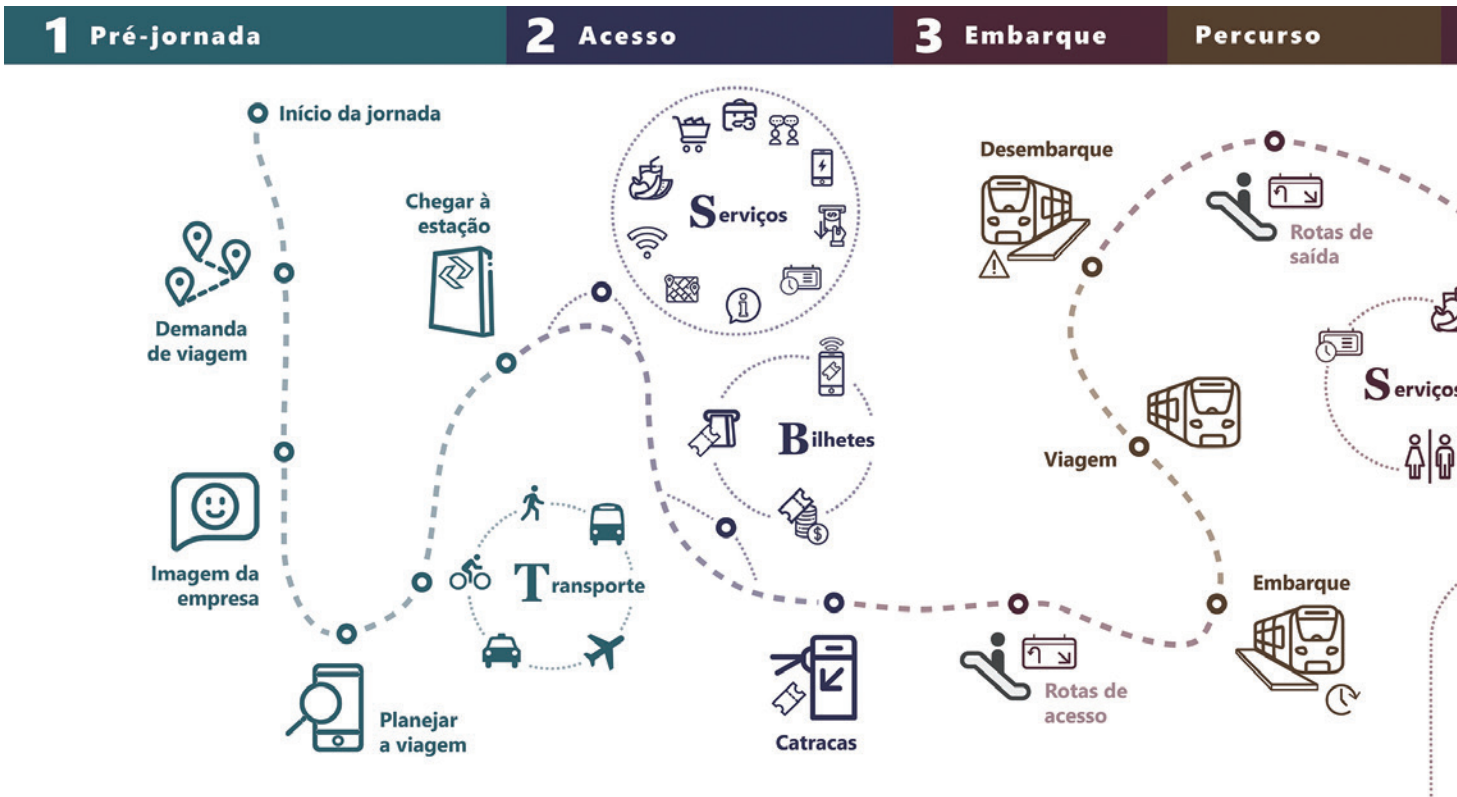 1 Pré-jornada
2 Acesso
3 Embarque
Percurso
Início da jornada
Demanda
de viagem
Imagem da
empresa
Planejar
a viagem
Transporte
Chegar à
estação
Serviços
Bilhetes
Catracas
Rotas de
acesso
Embarque
Viagem
Desembarque
Rotas de
saída
Serviços